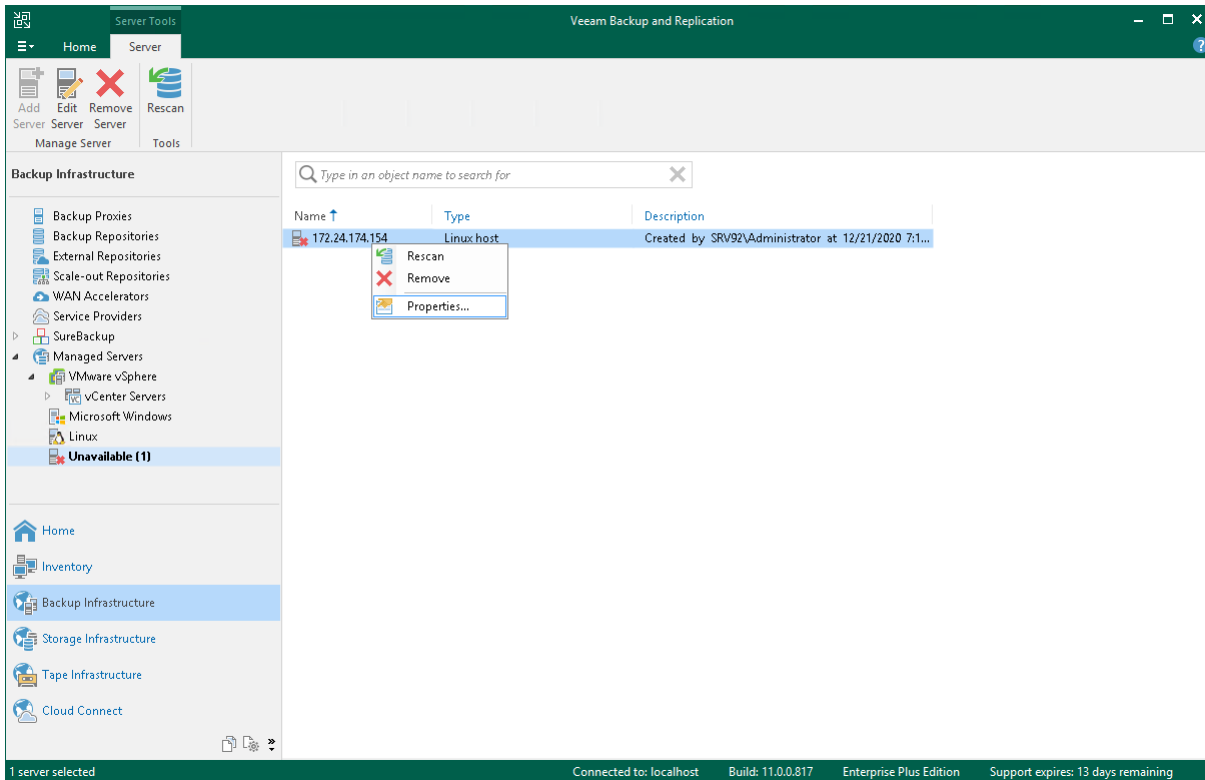 Server Tools
Veeam Backup and Replication
Home Server
Add Server
Edit Server
Remove Server
Rescan
Manage Server
Tools
Backup Infrastructure
Backup Proxies
Backup Repositories
External Repositories
Scale-out Repositories
WAN Accelerators
Service Providers
SureBackup
Managed Servers
VMware vSphere
vCenter Servers
Microsoft Windows
Linux
Unavailable (1)
Home
Inventory
Backup Infrastructure
Storage Infrastructure
Tape Infrastructure
Cloud Connect
Type in an object name to search for
Name Type Description
172.24.174.154 Linux host Created by SRV92\Administrator at 12/21/2020 7:1...
Rescan
Remove
Properties...
1 server selected Connected to: localhost Build: 11.0.0.817 Enterprise Plus Edition Support expires: 13 days remaining